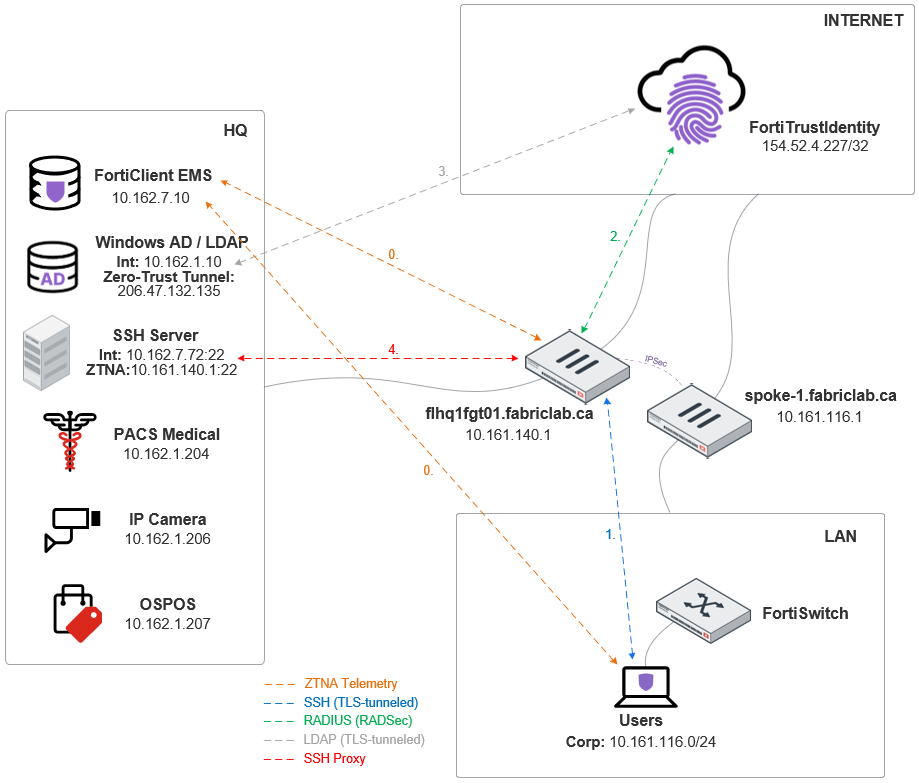 INTERNET
FortiTrustIdentity
154.52.4.227/32
HQ
FortiClient EMS
10.162.7.10
Windows AD / LDAP
Int: 10.162.1.10
Zero-Trust Tunnel:
206.47.132.135
AD
SSH Server
Int: 10.162.7.72:22
ZTNA:10.161.140.1:22
PACS Medical
10.162.1.204
IP Camera
10.162.1.206
OSPOS
10.162.1.207
3.
2.
0.
4.
IPSec
flhq1fgt01.fabriclab.ca
10.161.140.1
spoke-1.fabriclab.ca
10.161.116.1
0.
1.
LAN
FortiSwitch
Users
Corp: 10.161.116.0/24
ZTNA Telemetry
SSH (TLS-tunneled)
RADIUS (RADSec)
LDAP (TLS-tunneled)
SSH Proxy